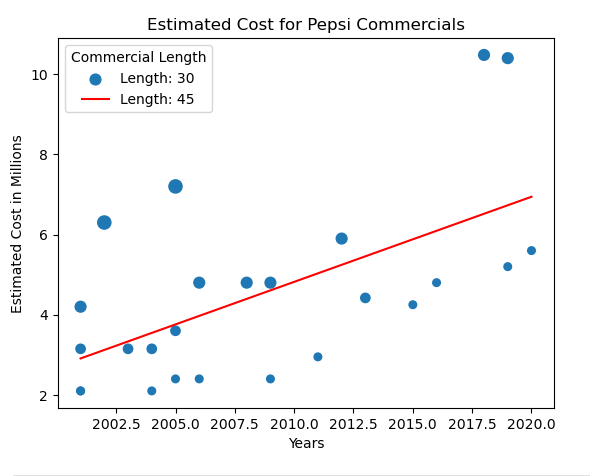 Estimated Cost for Pepsi Commercials
Commercial Length
Length: 30
Length: 45
10
8
6
4
2
Estimated Cost in Millions
2002.5 2005.0 2007.5 2010.0 2012.5 2015.0 2017.5 2020.0
Years